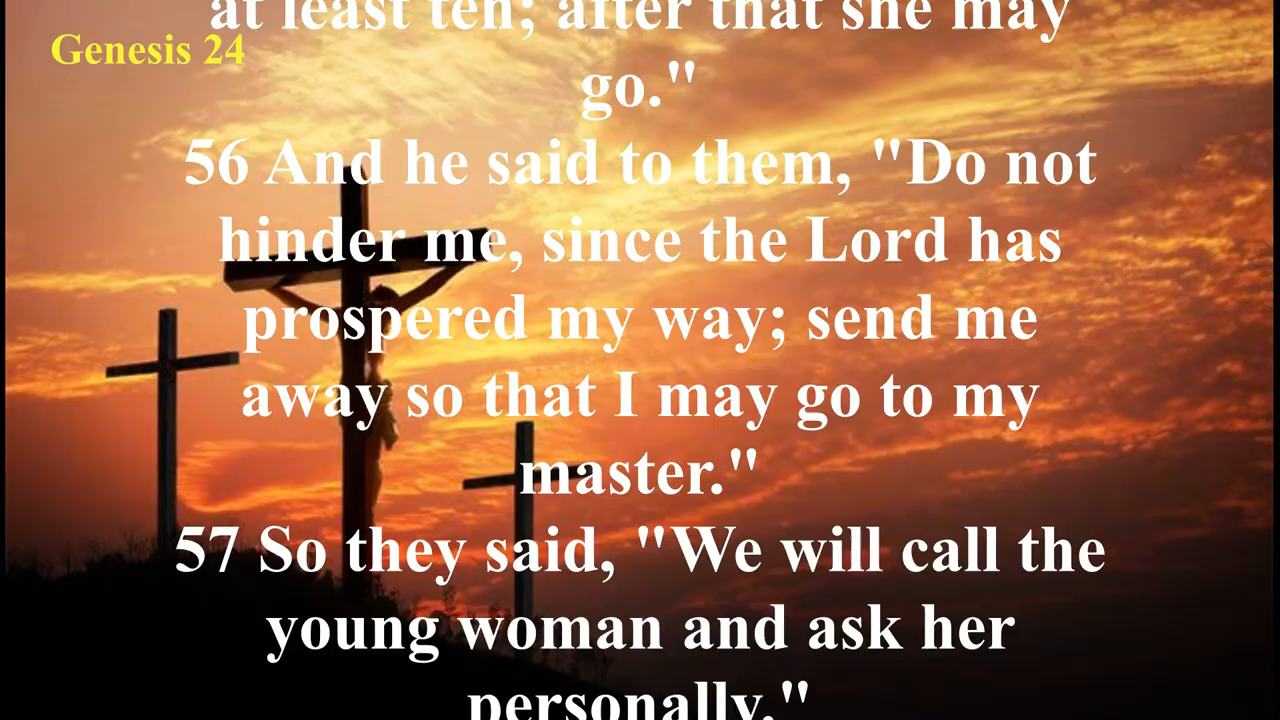 at least ten; after that she may
Genesis 24
go."
56 And he said to them, "Do not
hinder me, since the Lord has
prospered my way; send me
away so that I may go to my
master."
57 So they said, "We will call the
young woman and ask her
personally."